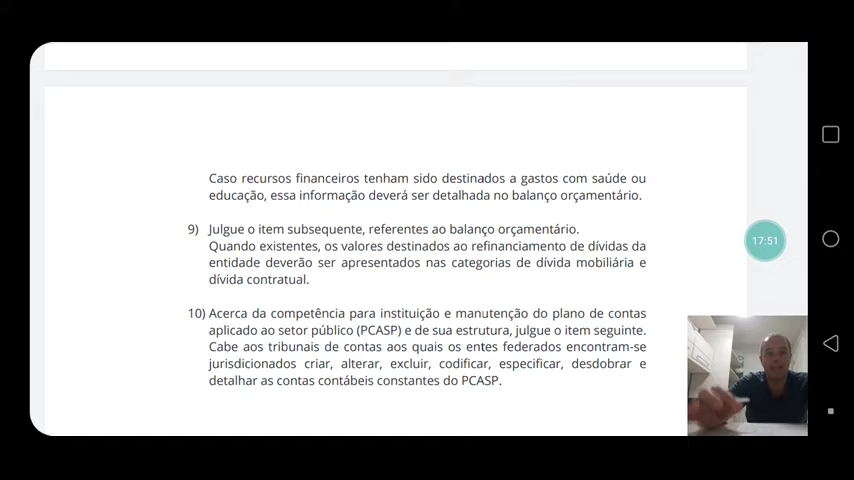 Caso recursos financeiros tenham sido destinados a gastos com saúde ou
educação, essa informação deverá ser detalhada no balanço orçamentário.
9) Julgue o item subsequente, referentes ao balanço orçamentário.
Quando existentes, os valores destinados ao refinanciamento de dívidas da
entidade deverão ser apresentados nas categorias de dívida mobiliária e
dívida contratual.
10) Acerca da competência para instituição e manutenção do plano de contas
aplicado ao setor público (PCASP) e de sua estrutura, julgue o item seguinte.
Cabe aos tribunais de contas aos quais os entes federados encontram-se
jurisdicionados criar, alterar, excluir, codificar, especificar, desdobrar e
detalhar as contas contábeis constantes do PCASP.
17:51